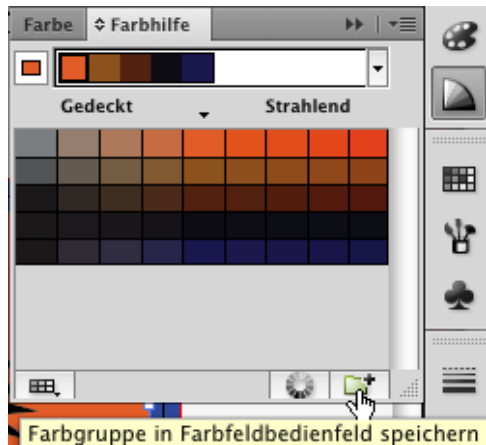 Farbe Farbhilfe
Gedeckt Strahlend
Farbgruppe in Farbfeldbedienfeld speichern